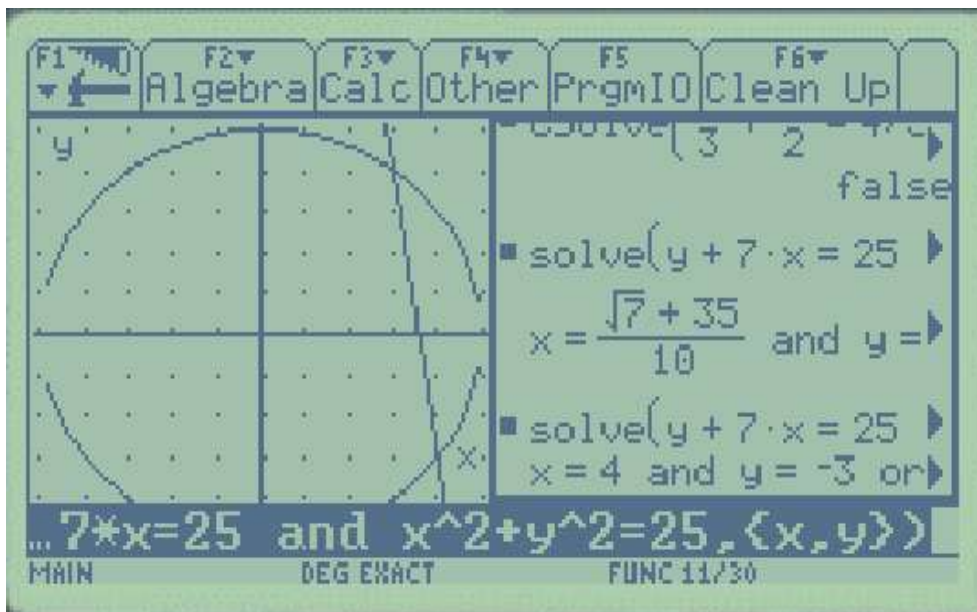 F1 F2 F3 F4 F5 F6
Algebra Calc Other PrgmIO Clean Up
y
x
3 2
false
solve(y + 7·x = 25
x = (√7 + 35)/10 and y =
solve(y + 7·x = 25
x = 4 and y = ⁻3 or
… 7*x=25 and x^2+y^2=25,{x,y})
MAIN DEG EXACT FUNC 11/30